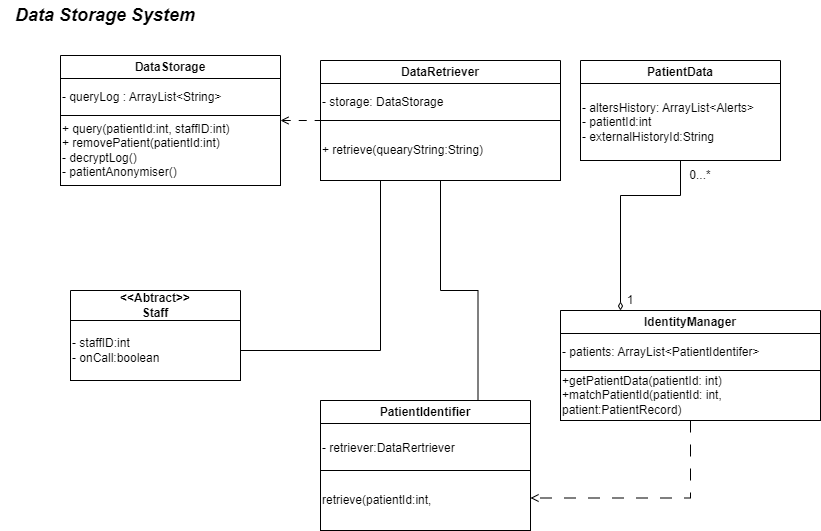 Data Storage System
DataStorage
- queryLog : ArrayList<String>
+ query(patientId:int, staffID:int)
+ removePatient(patientId:int)
- decryptLog()
- patientAnonymiser()
DataRetriever
- storage: DataStorage
+ retrieve(quearyString:String)
PatientData
- altersHistory: ArrayList<Alerts>
- patientId:int
- externalHistoryId:String
0...*
1
<<Abtract>>
Staff
- staffID:int
- onCall:boolean
IdentityManager
- patients: ArrayList<PatientIdentifer>
+getPatientData(patientId: int)
+matchPatientId(patientId: int,
patient:PatientRecord)
PatientIdentifier
- retriever:DataRertriever
retrieve(patientId:int,